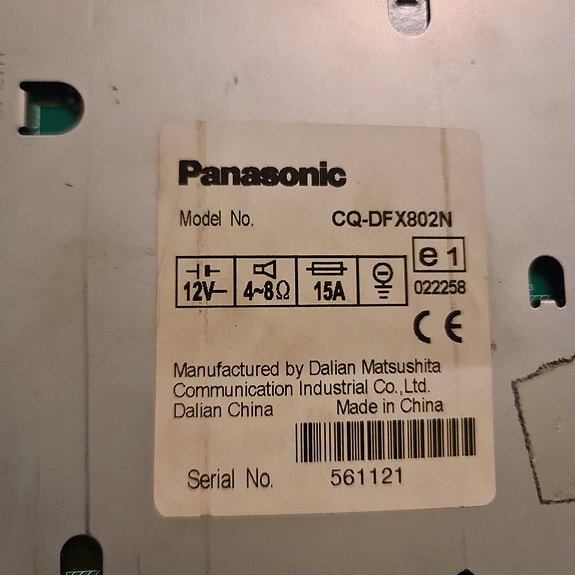 Panasonic
Model No. CQ-DFX802N
e1
12V 4~8Ω 15A
022258
CE
Manufactured by Dalian Matsushita
Communication Industrial Co.,Ltd.
Dalian China Made in China
Serial No. 561121